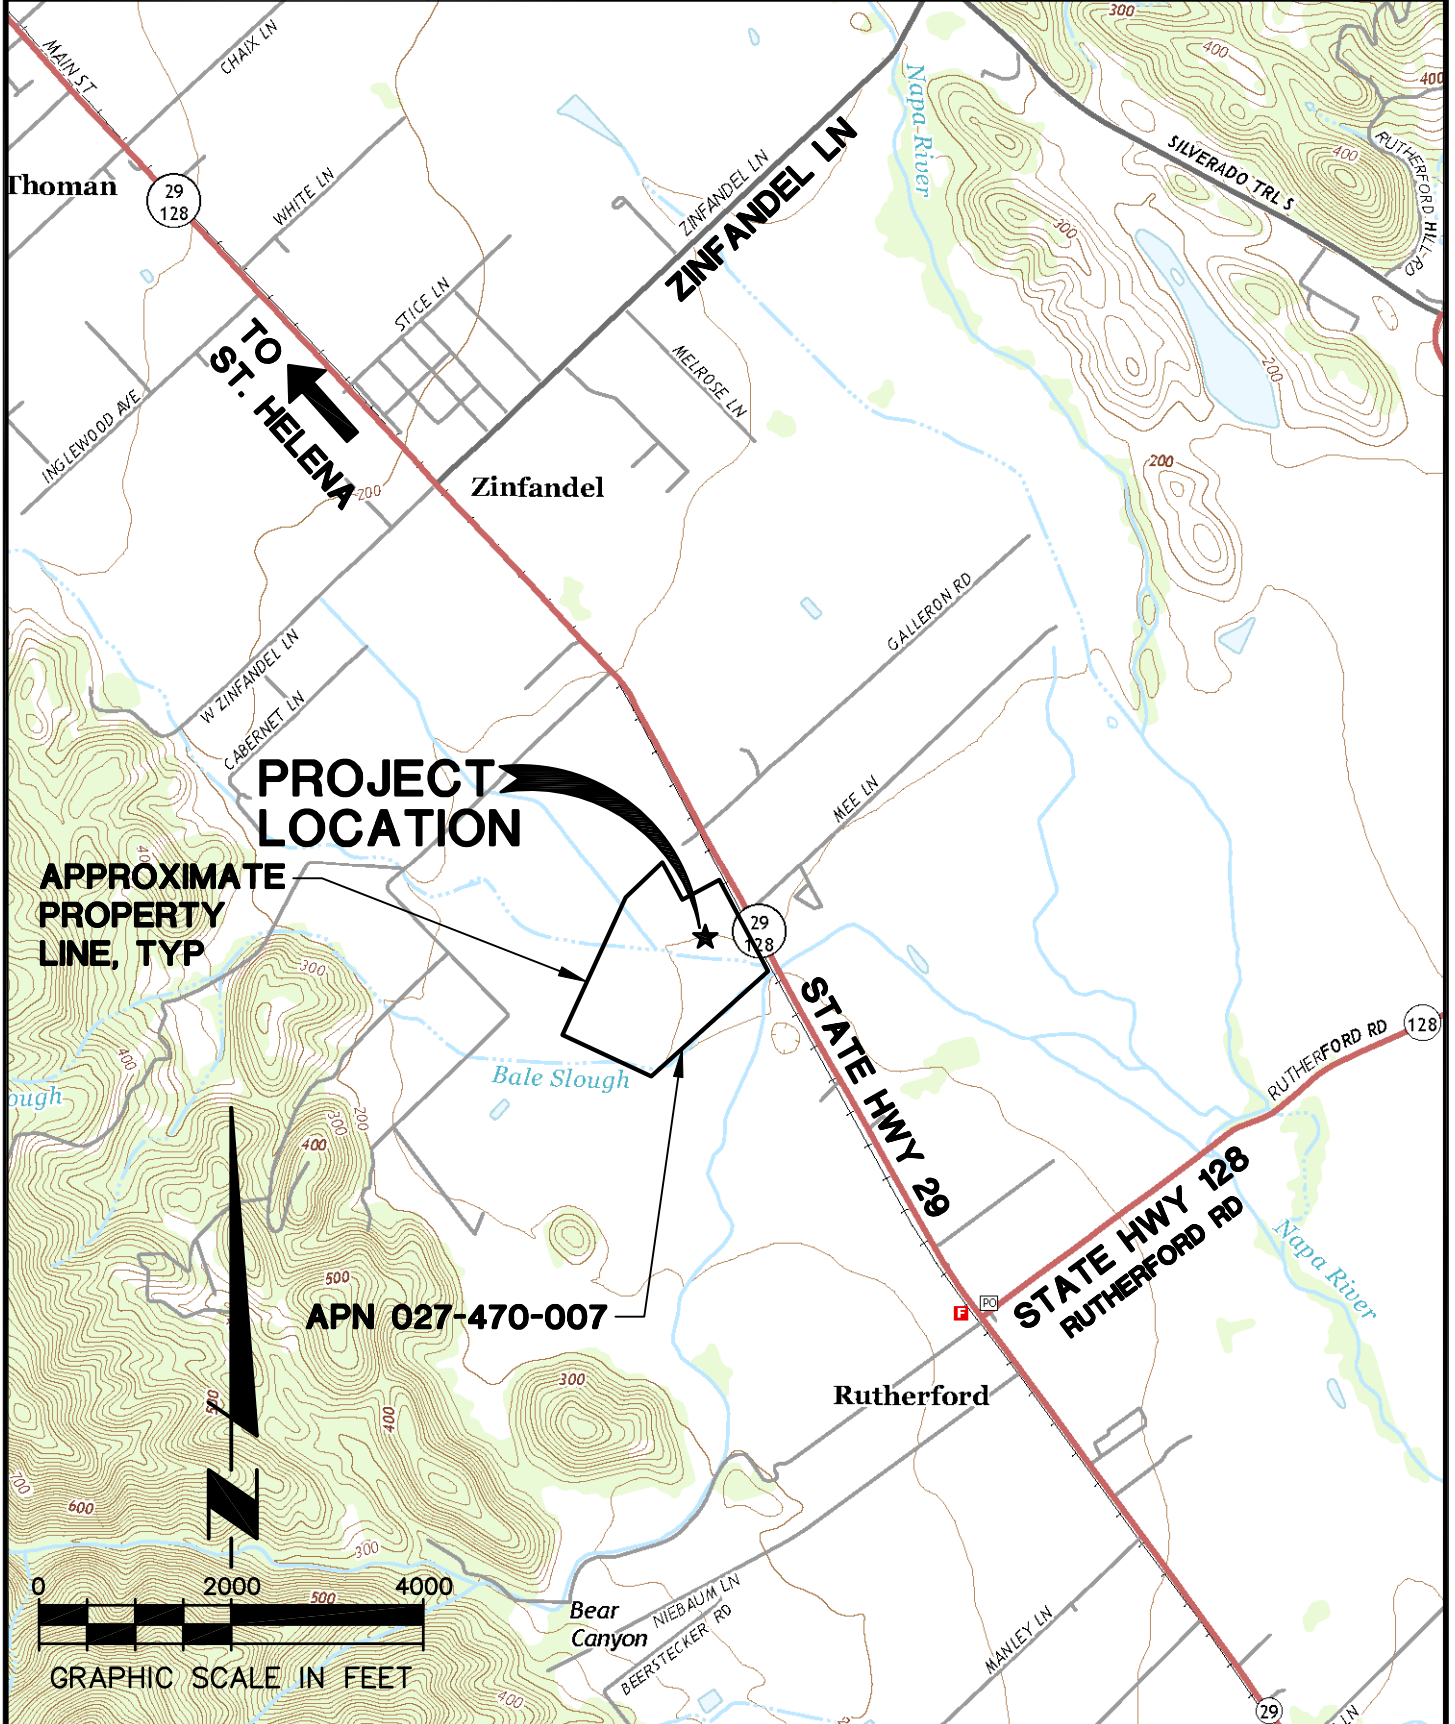 300
CHAIX LN
MAIN ST
400
400
Napa River
ZINFANDEL LN
ZINFANDEL LN
SILVERADO TRL S
RUTHERFORD HILL RD
400
Thoman
29
128
WHITE LN
300
STICE LN
TO
ST. HELENA
MELROSE LN
200
INGLEWOOD AVE
200
Zinfandel
200
GALLERON RD
W ZINFANDEL LN
CABERNET LN
PROJECT
LOCATION
MEE LN
APPROXIMATE
PROPERTY
LINE, TYP
29
128
300
STATE HWY 29
128
RUTHERFORD RD
400
Bale Slough
ough
200
300
400
STATE HWY 128
RUTHERFORD RD
Napa River
500
APN 027-470-007
F
PO
300
Rutherford
500
400
700
600
300
0
2000
4000
500
GRAPHIC SCALE IN FEET
Bear
Canyon
NIEBAUM LN
BEERSTECKER RD
MANLEY LN
400
29
LN